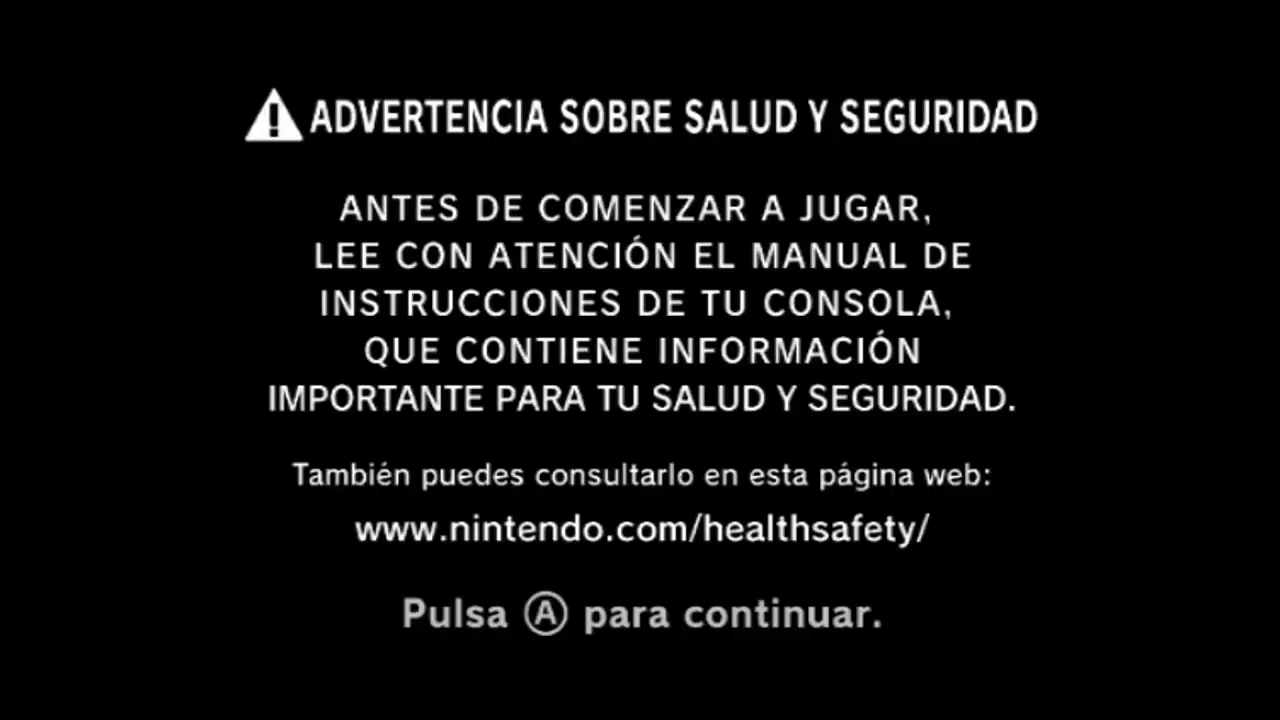 ADVERTENCIA SOBRE SALUD Y SEGURIDAD
ANTES DE COMENZAR A JUGAR,
LEE CON ATENCIÓN EL MANUAL DE
INSTRUCCIONES DE TU CONSOLA,
QUE CONTIENE INFORMACIÓN
IMPORTANTE PARA TU SALUD Y SEGURIDAD.
También puedes consultarlo en esta página web:
www.nintendo.com/healthsafety/
Pulsa Ⓐ para continuar.